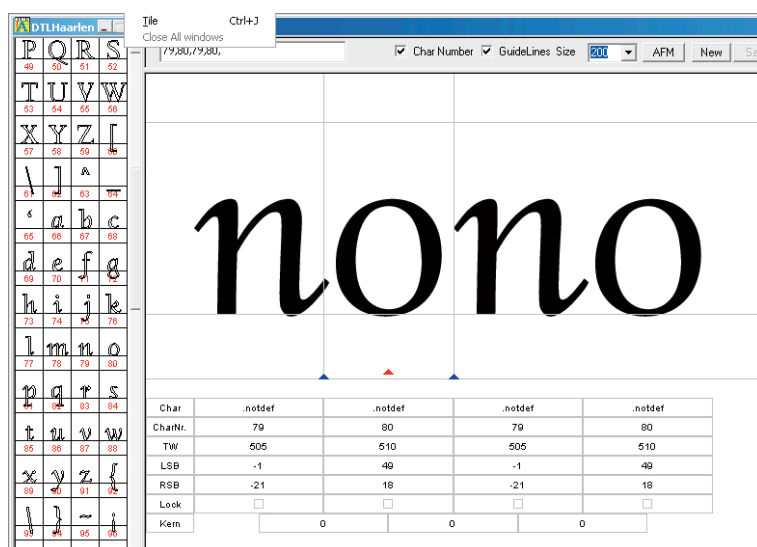 DTLHaarlen
Tile Ctrl+J
Close All windows
79,80,79,80,
Char Number GuideLines Size 200 AFM New Sa
P Q R S
49 50 51 52
T U V W
53 54 55 56
X Y Z [
57 58 59 60
\ ] ^ _
61 62 63 64
‘ a b c
65 66 67 68
d e f g
69 70 71 72
h i j k
73 74 75 76
l m n o
77 78 79 80
p q r s
81 82 83 84
t u v w
85 86 87 88
x y z {
89 90 91 92
| } ~ ¡
93 94 95 96
nono
Char .notdef .notdef .notdef .notdef
CharNr. 79 80 79 80
TW 505 510 505 510
LSB -1 49 -1 49
RSB -21 18 -21 18
Lock
Kern 0 0 0